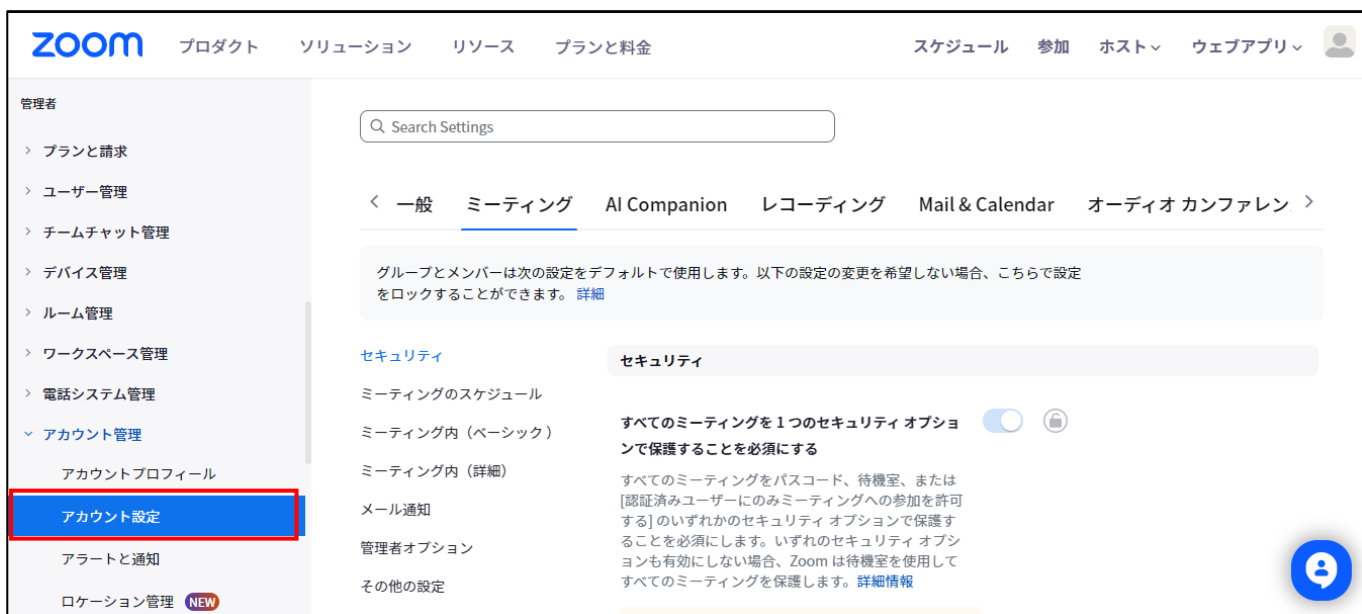 zoom プロダクト ソリューション リソース プランと料金 スケジュール 参加 ホスト ウェブアプリ
管理者
プランと請求
ユーザー管理
チームチャット管理
デバイス管理
ルーム管理
ワークスペース管理
電話システム管理
アカウント管理
アカウントプロフィール
アカウント設定
アラートと通知
ロケーション管理 NEW
Search Settings
一般 ミーティング AI Companion レコーディング Mail & Calendar オーディオ カンファレン
グループとメンバーは次の設定をデフォルトで使用します。以下の設定の変更を希望しない場合、こちらで設定
をロックすることができます。 詳細
セキュリティ
ミーティングのスケジュール
ミーティング内（ベーシック）
ミーティング内（詳細）
メール通知
管理者オプション
その他の設定
セキュリティ
すべてのミーティングを 1 つのセキュリティ オプショ
ンで保護することを必須にする
すべてのミーティングをパスコード、待機室、または
[認証済みユーザーにのみミーティングへの参加を許可
する] のいずれかのセキュリティ オプションで保護す
ることを必須にします。いずれのセキュリティ オプシ
ョンも有効にしない場合、Zoom は待機室を使用して
すべてのミーティングを保護します。詳細情報